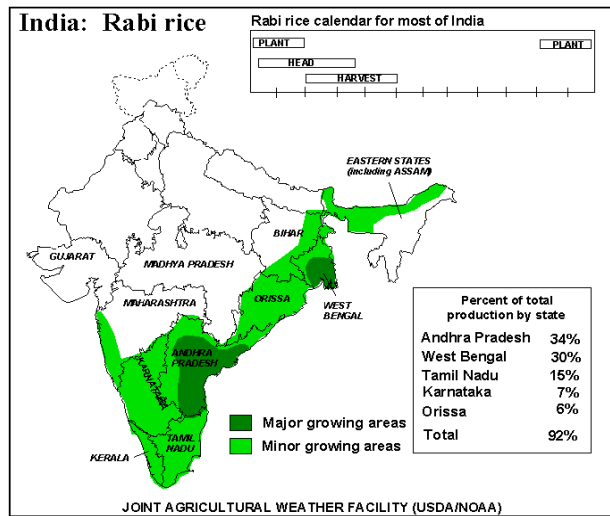 India: Rabi rice
Rabi rice calendar for most of India
PLANT
PLANT
HEAD
HARVEST
EASTERN STATES
(including ASSAM)
BIHAR
GUJARAT
MADHYA PRADESH
MAHARASHTRA
ORISSA
WEST
BENGAL
ANDHRA
PRADESH
KARNATAKA
TAMIL
NADU
KERALA
Major growing areas
Minor growing areas
Percent of total
production by state
Andhra Pradesh 34%
West Bengal 30%
Tamil Nadu 15%
Karnataka 7%
Orissa 6%
Total 92%
JOINT AGRICULTURAL WEATHER FACILITY (USDA/NOAA)